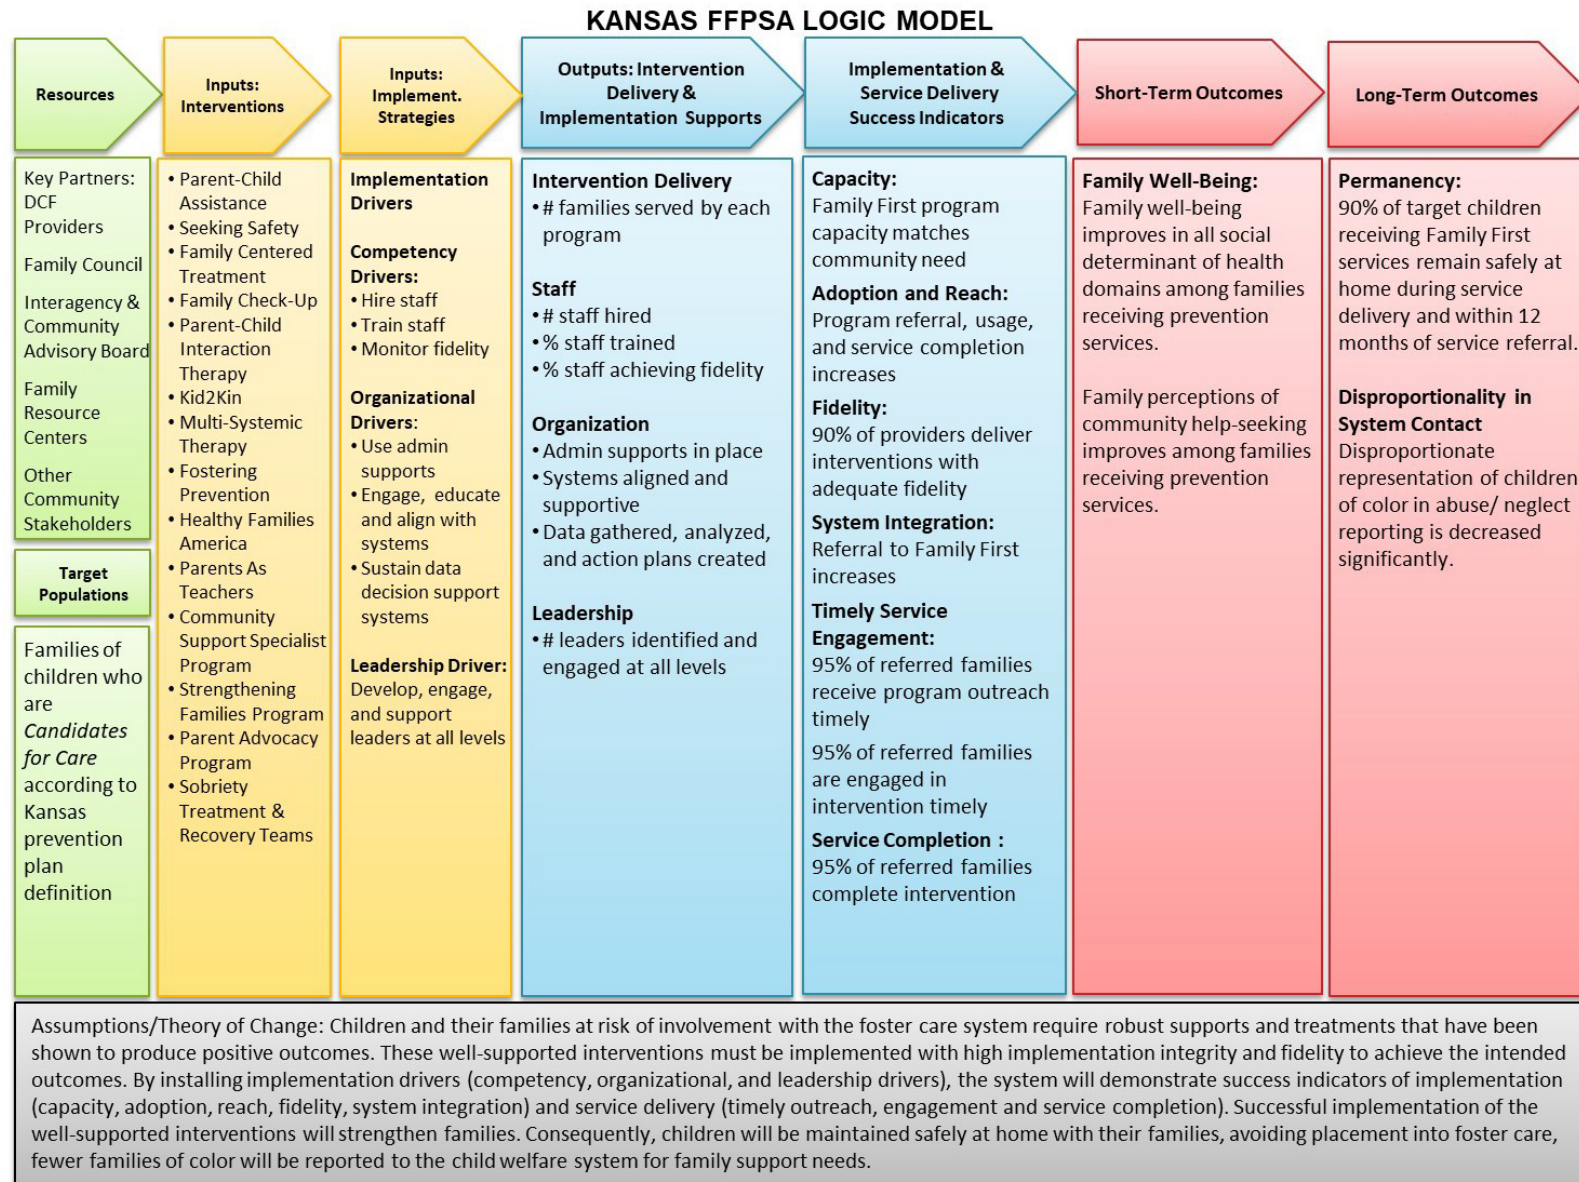 KANSAS FFPSA LOGIC MODEL
Resources
Inputs:
Interventions
Inputs:
Implement.
Strategies
Outputs: Intervention
Delivery &
Implementation Supports
Implementation &
Service Delivery
Success Indicators
Short-Term Outcomes
Long-Term Outcomes
Key Partners:
DCF
Providers
Family Council
Interagency &
Community
Advisory Board
Family
Resource
Centers
Other
Community
Stakeholders
Target
Populations
Families of
children who
are
Candidates
for Care
according to
Kansas
prevention
plan
definition
• Parent-Child
Assistance
• Seeking Safety
• Family Centered
Treatment
• Family Check-Up
• Parent-Child
Interaction
Therapy
• Kid2Kin
• Multi-Systemic
Therapy
• Fostering
Prevention
• Healthy Families
America
• Parents As
Teachers
• Community
Support Specialist
Program
• Strengthening
Families Program
• Parent Advocacy
Program
• Sobriety
Treatment &
Recovery Teams
Implementation
Drivers
Competency
Drivers:
• Hire staff
• Train staff
• Monitor fidelity
Organizational
Drivers:
• Use admin
supports
• Engage, educate
and align with
systems
• Sustain data
decision support
systems
Leadership Driver:
Develop, engage,
and support
leaders at all levels
Intervention Delivery
• # families served by each
program
Staff
• # staff hired
• % staff trained
• % staff achieving fidelity
Organization
• Admin supports in place
• Systems aligned and
supportive
• Data gathered, analyzed,
and action plans created
Leadership
• # leaders identified and
engaged at all levels
Capacity:
Family First program
capacity matches
community need
Adoption and Reach:
Program referral, usage,
and service completion
increases
Fidelity:
90% of providers deliver
interventions with
adequate fidelity
System Integration:
Referral to Family First
increases
Timely Service
Engagement:
95% of referred families
receive program outreach
timely
95% of referred families
are engaged in
intervention timely
Service Completion :
95% of referred families
complete intervention
Family Well-Being:
Family well-being
improves in all social
determinant of health
domains among families
receiving prevention
services.
Family perceptions of
community help-seeking
improves among families
receiving prevention
services.
Permanency:
90% of target children
receiving Family First
services remain safely at
home during service
delivery and within 12
months of service referral.
Disproportionality in
System Contact
Disproportionate
representation of children
of color in abuse/ neglect
reporting is decreased
significantly.
Assumptions/Theory of Change: Children and their families at risk of involvement with the foster care system require robust supports and treatments that have been
shown to produce positive outcomes. These well-supported interventions must be implemented with high implementation integrity and fidelity to achieve the intended
outcomes. By installing implementation drivers (competency, organizational, and leadership drivers), the system will demonstrate success indicators of implementation
(capacity, adoption, reach, fidelity, system integration) and service delivery (timely outreach, engagement and service completion). Successful implementation of the
well-supported interventions will strengthen families. Consequently, children will be maintained safely at home with their families, avoiding placement into foster care,
fewer families of color will be reported to the child welfare system for family support needs.